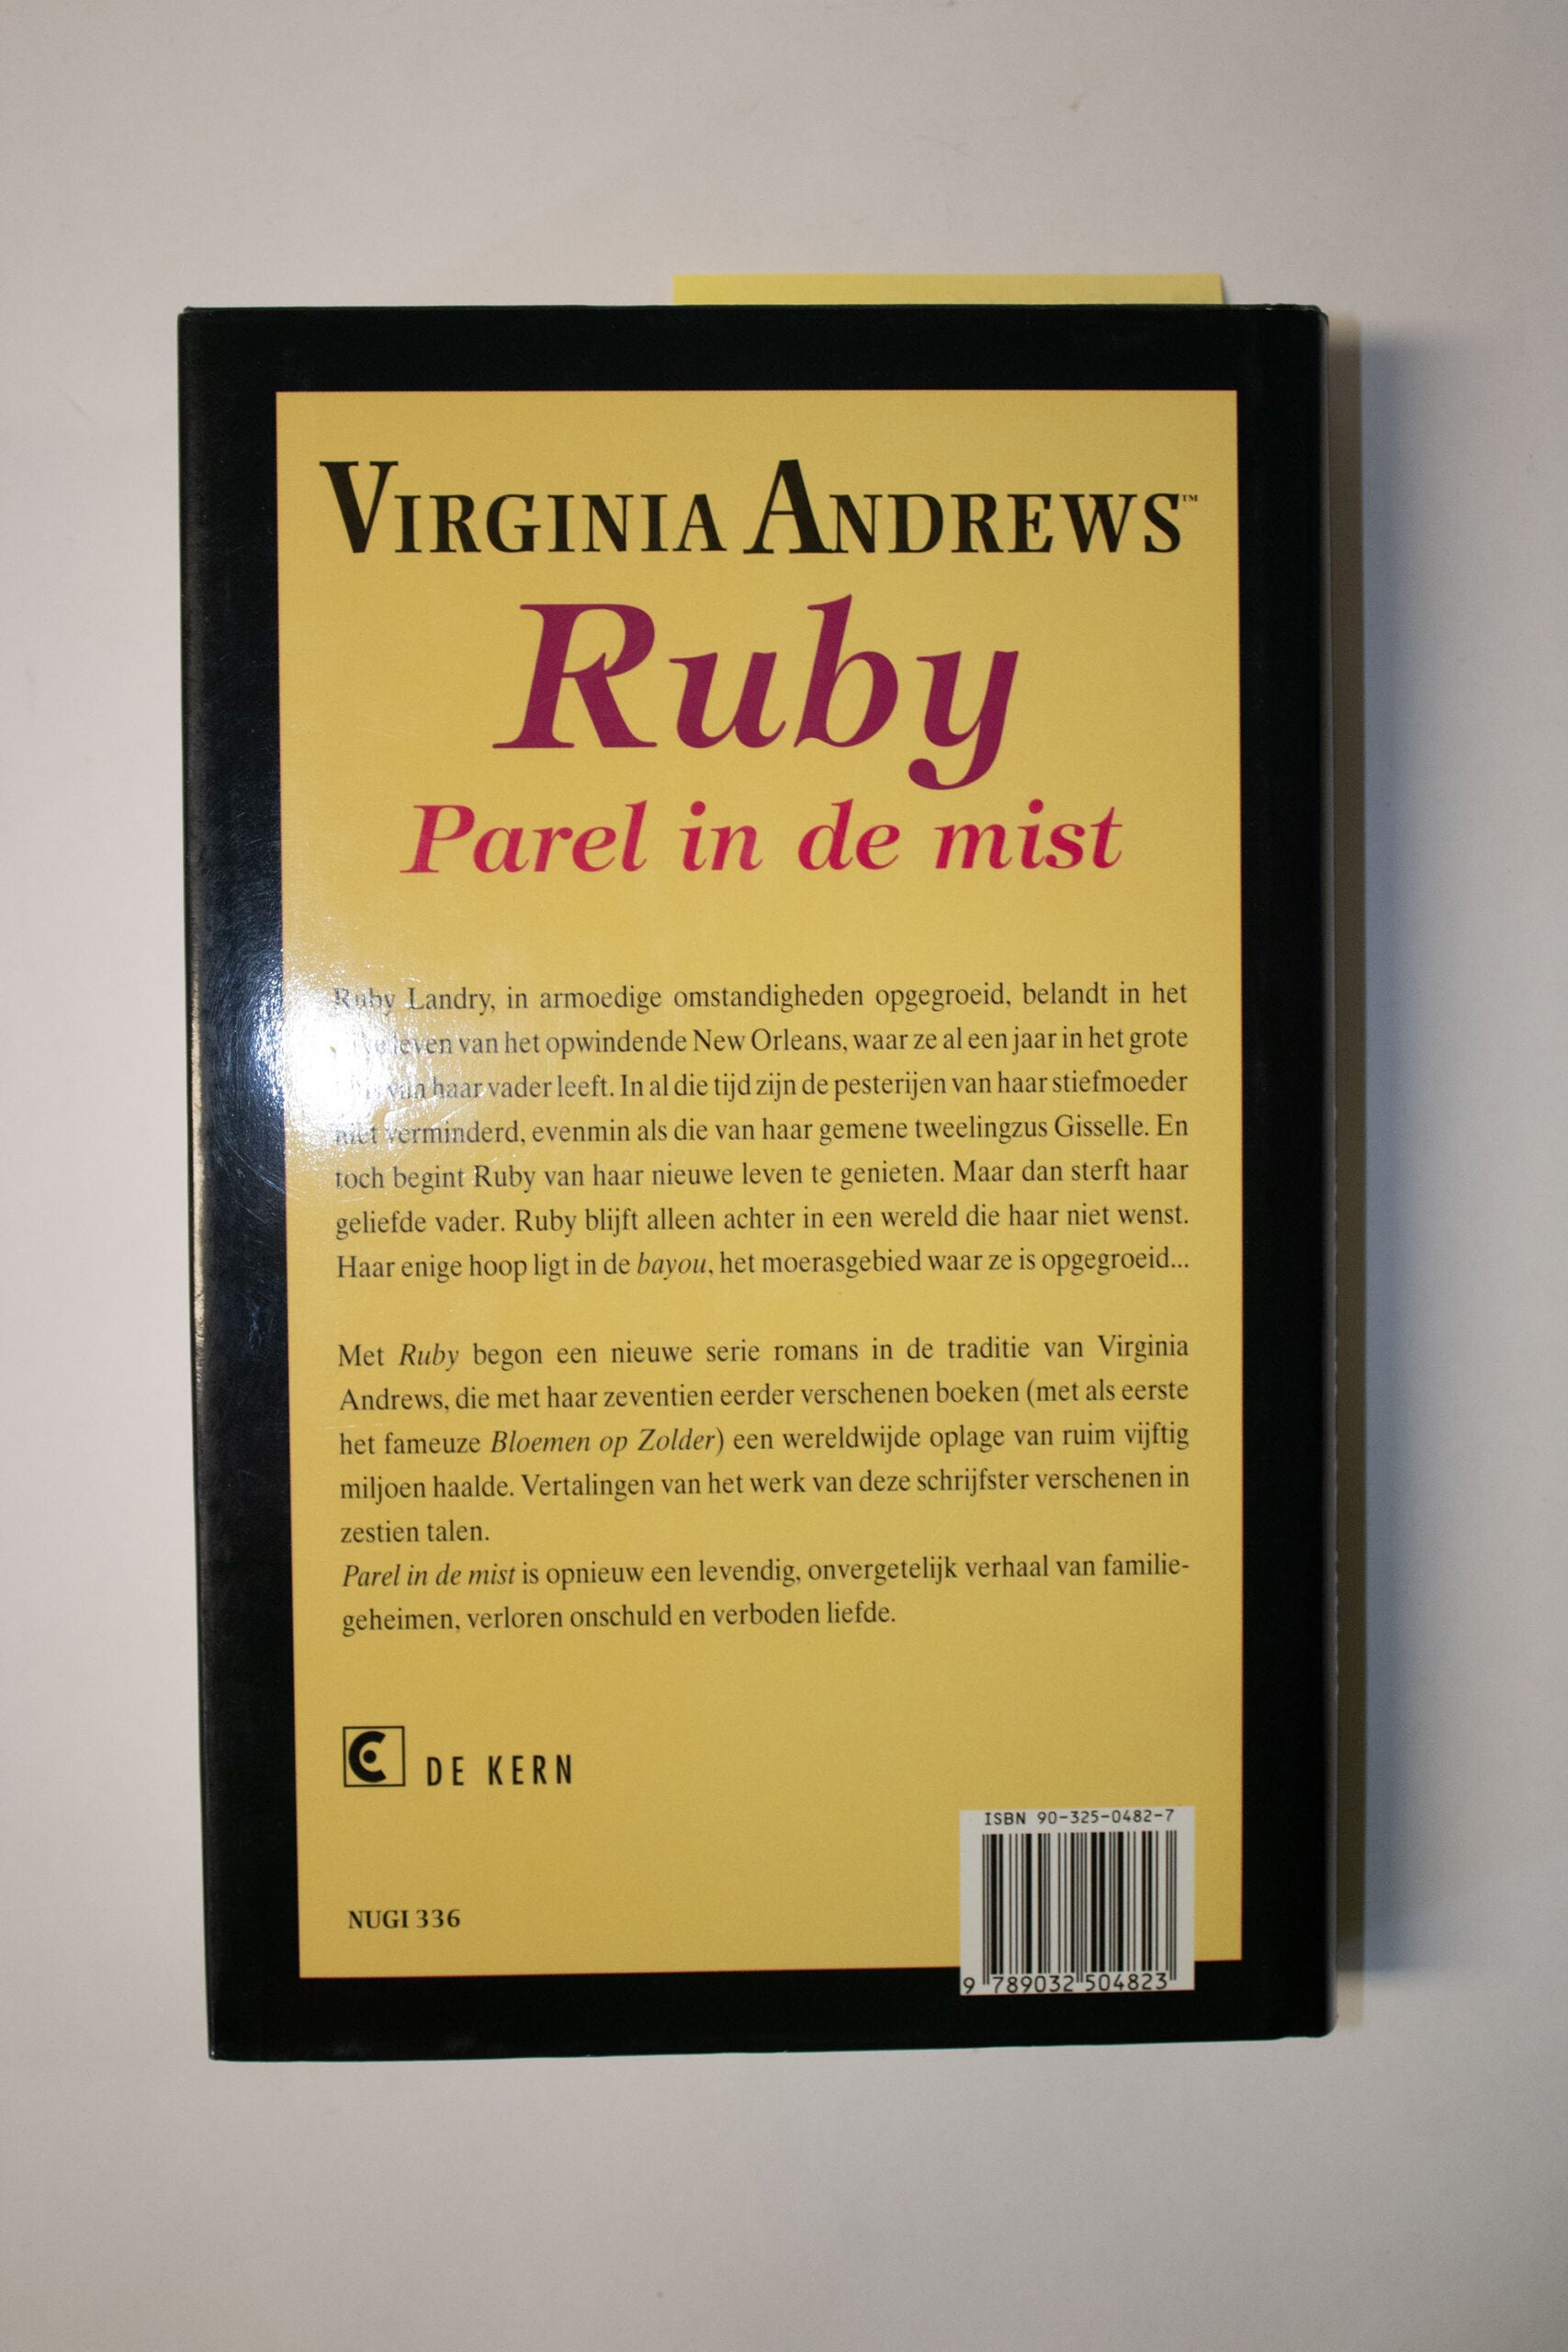 VIRGINIA ANDREWS™
Ruby
Parel in de mist
Ruby Landry, in armoedige omstandigheden opgegroeid, belandt in het
leven van het opwindende New Orleans, waar ze al een jaar in het grote
van haar vader leeft. In al die tijd zijn de pesterijen van haar stiefmoeder
niet verminderd, evenmin als die van haar gemene tweelingzus Gisselle. En
toch begint Ruby van haar nieuwe leven te genieten. Maar dan sterft haar
geliefde vader. Ruby blijft alleen achter in een wereld die haar niet wenst.
Haar enige hoop ligt in de bayou, het moerasgebied waar ze is opgegroeid...
Met Ruby begon een nieuwe serie romans in de traditie van Virginia
Andrews, die met haar zeventien eerder verschenen boeken (met als eerste
het fameuze Bloemen op Zolder) een wereldwijde oplage van ruim vijftig
miljoen haalde. Vertalingen van het werk van deze schrijfster verschenen in
zestien talen.
Parel in de mist is opnieuw een levendig, onvergetelijk verhaal van familie-
geheimen, verloren onschuld en verboden liefde.
DE KERN
ISBN 90-325-0482-7
NUGI 336
9 789032 504823